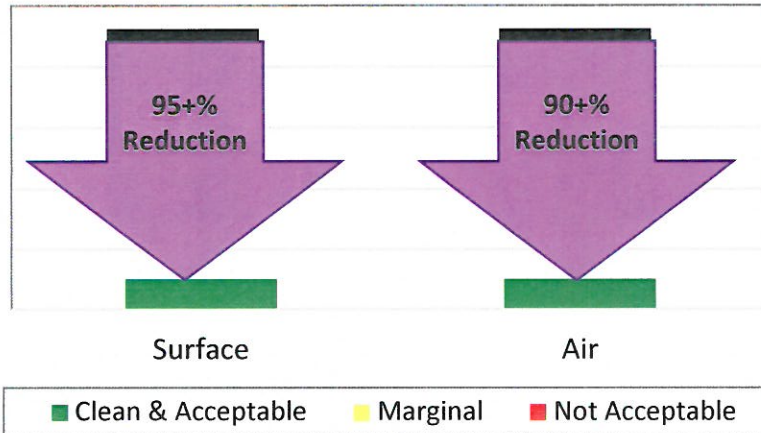 95+%
Reduction
90+%
Reduction
Surface
Air
Clean & Acceptable
Marginal
Not Acceptable